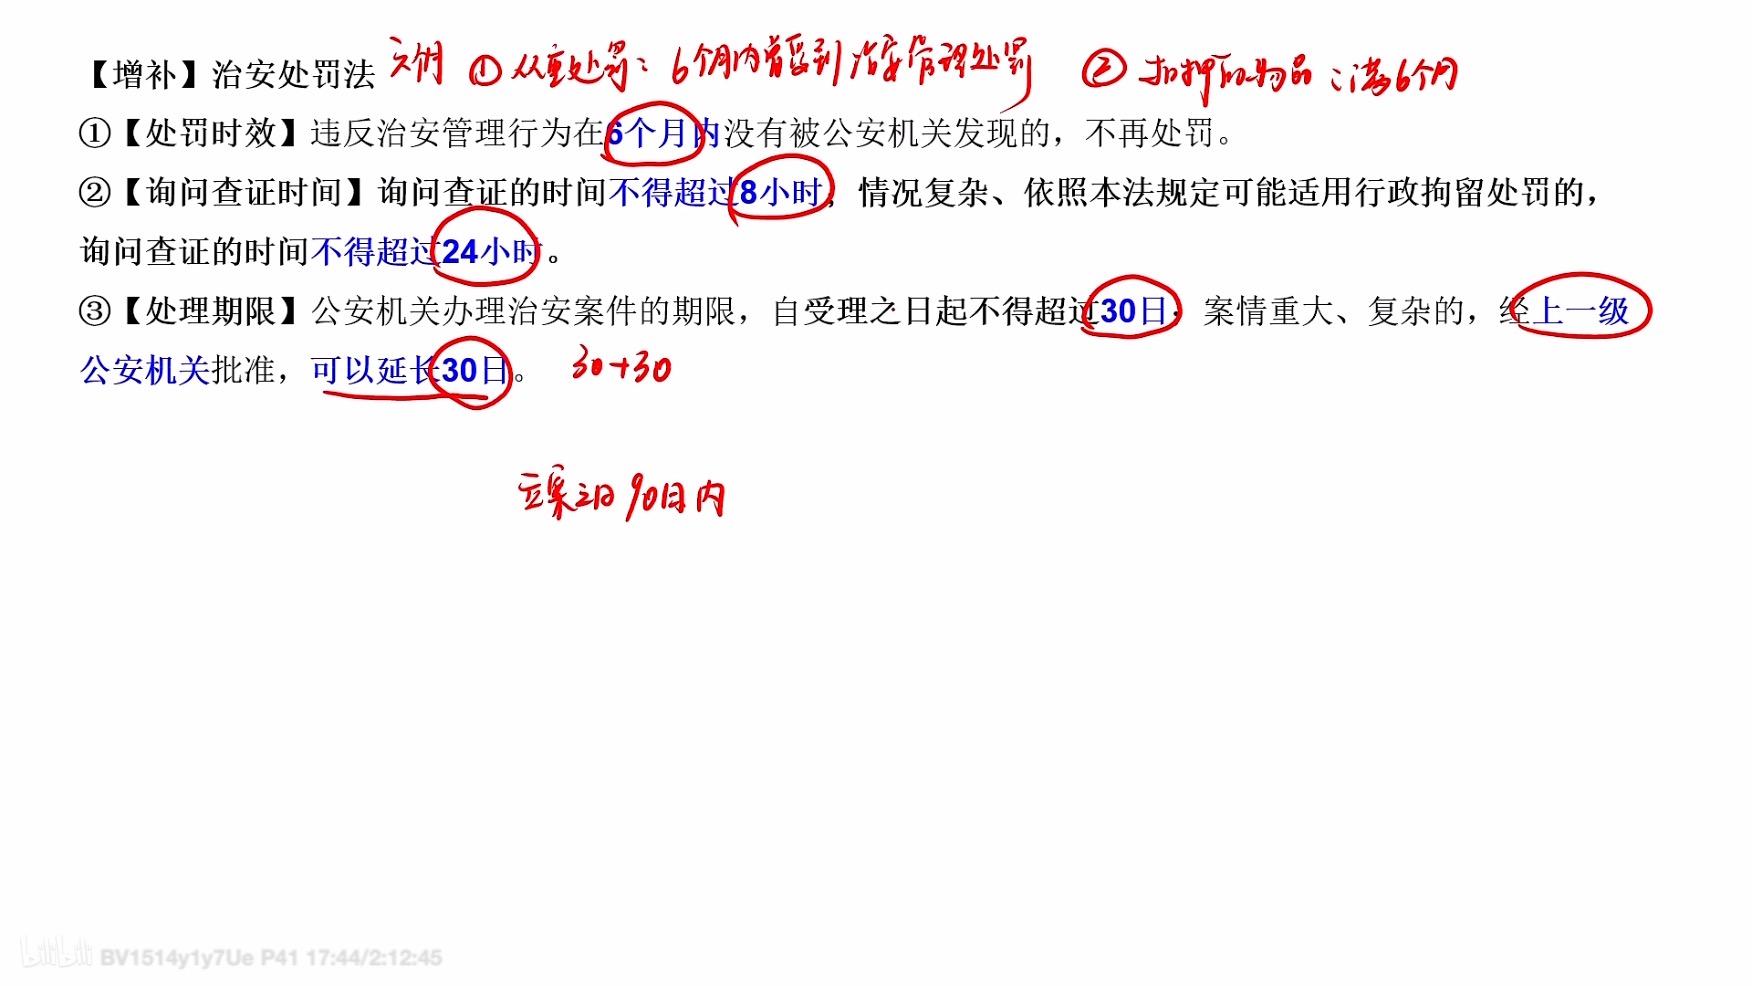 【增补】治安处罚法 六个月 ① 从重处罚：6个月内曾受到治安管理处罚 ② 扣押的物品：满6个月
①【处罚时效】违反治安管理行为在6个月内没有被公安机关发现的，不再处罚。
②【询问查证时间】询问查证的时间不得超过8小时，情况复杂、依照本法规定可能适用行政拘留处罚的，
询问查证的时间不得超过24小时。
③【处理期限】公安机关办理治安案件的期限，自受理之日起不得超过30日，案情重大、复杂的，经上一级
公安机关批准，可以延长30日。 30+30
立案之日90日内
bilibili BV1514y1y7Ue P41 17:44/2:12:45